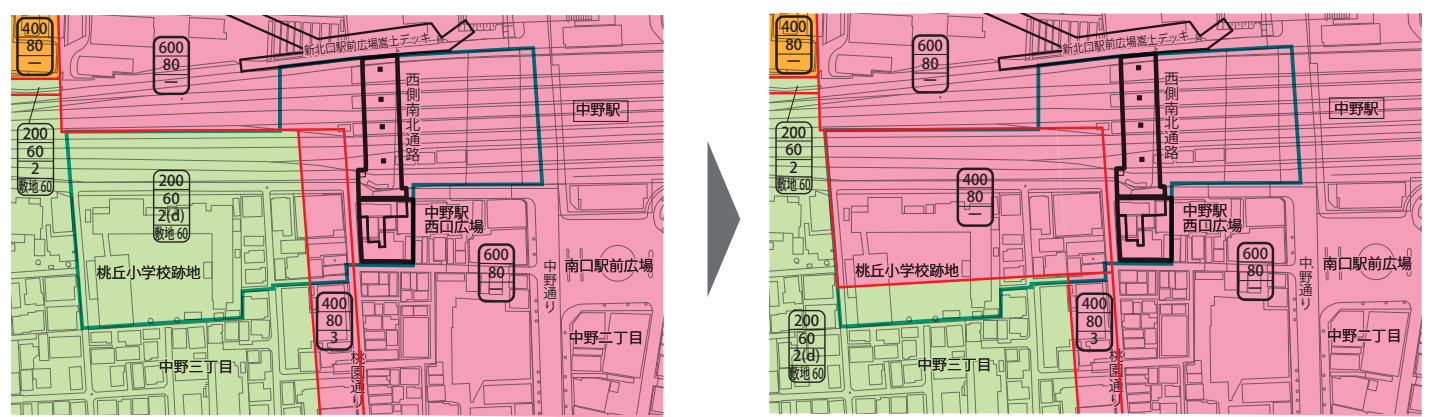 400
80
—
600
80
—
新北口駅前広場嵩上デッキ
西側南北通路
中野駅
200
60
2
敷地60
200
60
2(d)
敷地60
中野駅
西口広場
桃丘小学校跡地
600
80
—
中野通り
南口駅前広場
400
80
3
中野二丁目
中野三丁目
桃園通り
400
80
—
600
80
—
新北口駅前広場嵩上デッキ
西側南北通路
中野駅
200
60
2
敷地60
400
80
—
中野駅
西口広場
桃丘小学校跡地
600
80
—
中野通り
南口駅前広場
200
60
2(d)
敷地60
400
80
3
中野二丁目
中野三丁目
桃園通り